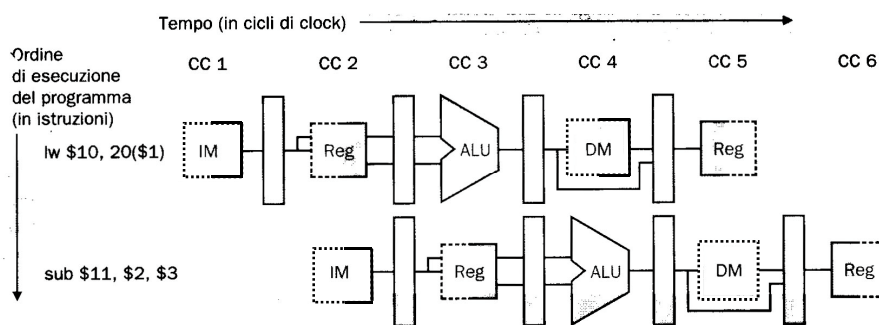 Tempo (in cicli di clock)
Ordine
di esecuzione
del programma
(in istruzioni)
CC 1 CC 2 CC 3 CC 4 CC 5 CC 6
lw $10, 20($1)
IM Reg ALU DM Reg
sub $11, $2, $3
IM Reg ALU DM Reg